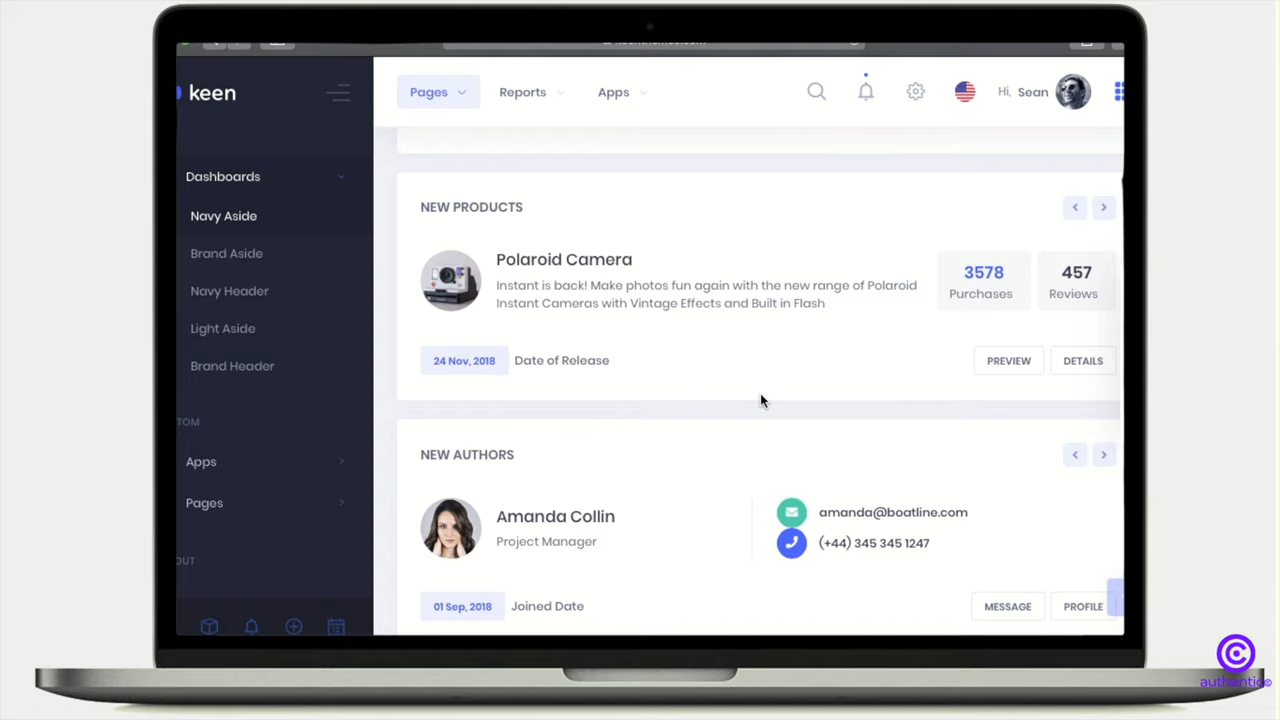 keen
Pages
Reports
Apps
Hi, Sean
Dashboards
Navy Aside
Brand Aside
Navy Header
Light Aside
Brand Header
TOM
Apps
Pages
OUT
NEW PRODUCTS
Polaroid Camera
Instant is back! Make photos fun again with the new range of Polaroid
Instant Cameras with Vintage Effects and Built in Flash
3578
Purchases
457
Reviews
24 Nov, 2018
Date of Release
PREVIEW
DETAILS
NEW AUTHORS
Amanda Collin
Project Manager
amanda@boatline.com
(+44) 345 345 1247
01 Sep, 2018
Joined Date
MESSAGE
PROFILE
authentic©